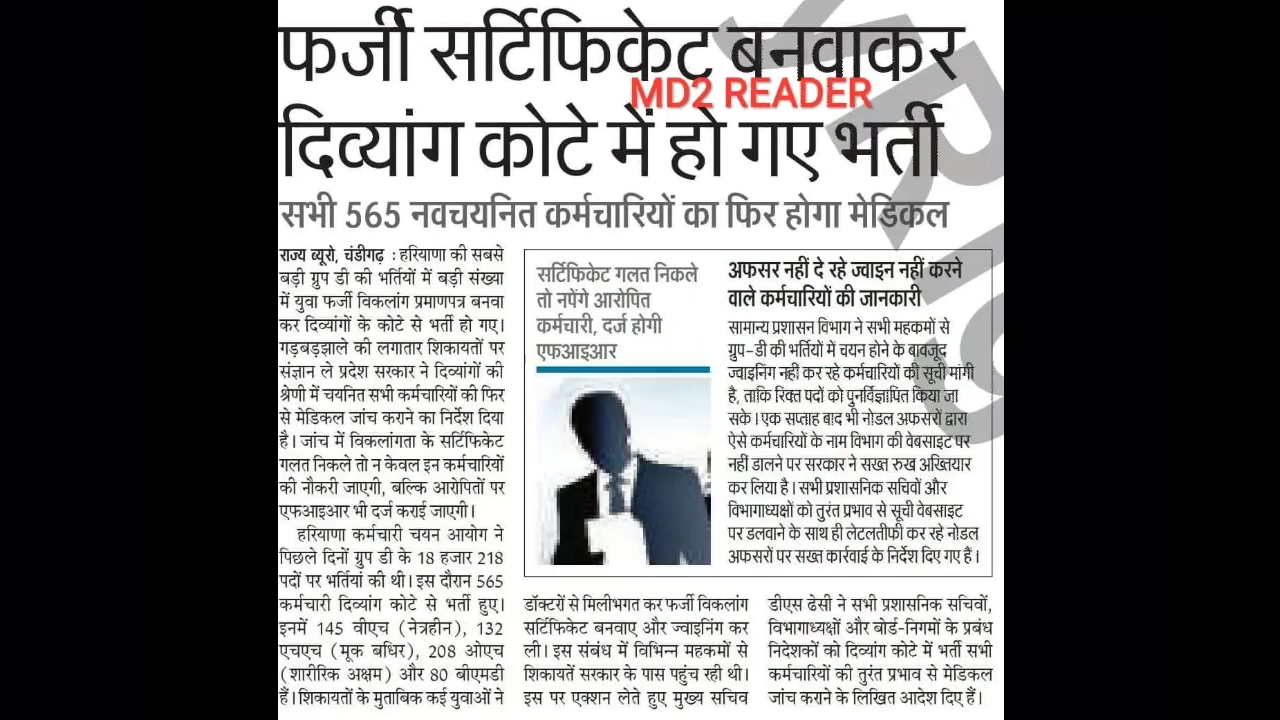 फर्जी सर्टिफिकेट बनवाकर
MD2 READER
दिव्यांग कोटे में हो गए भर्ती
सभी 565 नवचयनित कर्मचारियों का फिर होगा मेडिकल
राज्य ब्यूरो, चंडीगढ़ : हरियाणा की सबसे
बड़ी ग्रुप डी की भर्तियों में बड़ी संख्या
में युवा फर्जी विकलांग प्रमाणपत्र बनवा
कर दिव्यांगों के कोटे से भर्ती हो गए।
गड़बड़झाले की लगातार शिकायतों पर
संज्ञान ले प्रदेश सरकार ने दिव्यांगों की
श्रेणी में चयनित सभी कर्मचारियों की फिर
से मेडिकल जांच कराने का निर्देश दिया
है। जांच में विकलांगता के सर्टिफिकेट
गलत निकले तो न केवल इन कर्मचारियों
की नौकरी जाएगी, बल्कि आरोपितों पर
एफआइआर भी दर्ज कराई जाएगी।
हरियाणा कर्मचारी चयन आयोग ने
पिछले दिनों ग्रुप डी के 18 हजार 218
पदों पर भर्तियां की थी। इस दौरान 565
कर्मचारी दिव्यांग कोटे से भर्ती हुए।
इनमें 145 वीएच (नेत्रहीन), 132
एचएच (मूक बधिर), 208 ओएच
(शारीरिक अक्षम) और 80 बीएमडी
हैं। शिकायतों के मुताबिक कई युवाओं ने
सर्टिफिकेट गलत निकले
तो नपेंगे आरोपित
कर्मचारी, दर्ज होगी
एफआइआर
अफसर नहीं दे रहे ज्वाइन नहीं करने
वाले कर्मचारियों की जानकारी
सामान्य प्रशासन विभाग ने सभी महकमों से
ग्रुप-डी की भर्तियों में चयन होने के बावजूद
ज्वाइनिंग नहीं कर रहे कर्मचारियों की सूची मांगी
है, ताकि रिक्त पदों को पुनर्विज्ञापित किया जा
सके। एक सप्ताह बाद भी नोडल अफसरों द्वारा
ऐसे कर्मचारियों के नाम विभाग की वेबसाइट पर
नहीं डालने पर सरकार ने सख्त रुख अख्तियार
कर लिया है। सभी प्रशासनिक सचिवों और
विभागाध्यक्षों को तुरंत प्रभाव से सूची वेबसाइट
पर डलवाने के साथ ही लेटलतीफी कर रहे नोडल
अफसरों पर सख्त कार्रवाई के निर्देश दिए गए हैं।
डॉक्टरों से मिलीभगत कर फर्जी विकलांग
सर्टिफिकेट बनवाए और ज्वाइनिंग कर
ली। इस संबंध में विभिन्न महकमों से
शिकायतें सरकार के पास पहुंच रही थी।
इस पर एक्शन लेते हुए मुख्य सचिव
डीएस ढेसी ने सभी प्रशासनिक सचिवों,
विभागाध्यक्षों और बोर्ड-निगमों के प्रबंध
निदेशकों को दिव्यांग कोटे में भर्ती सभी
कर्मचारियों की तुरंत प्रभाव से मेडिकल
जांच कराने के लिखित आदेश दिए हैं।